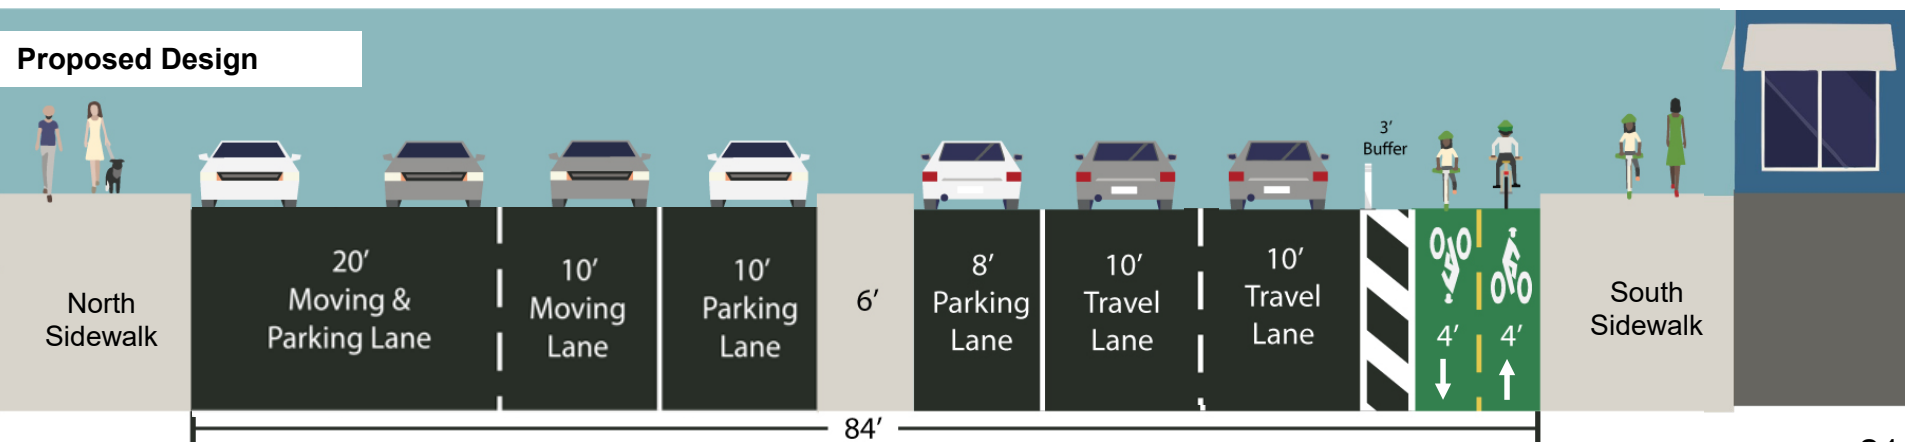 Proposed Design
3′
Buffer
North
Sidewalk
20′
Moving &
Parking Lane
10′
Moving
Lane
10′
Parking
Lane
6′
8′
Parking
Lane
10′
Travel
Lane
10′
Travel
Lane
4′
4′
South
Sidewalk
84′